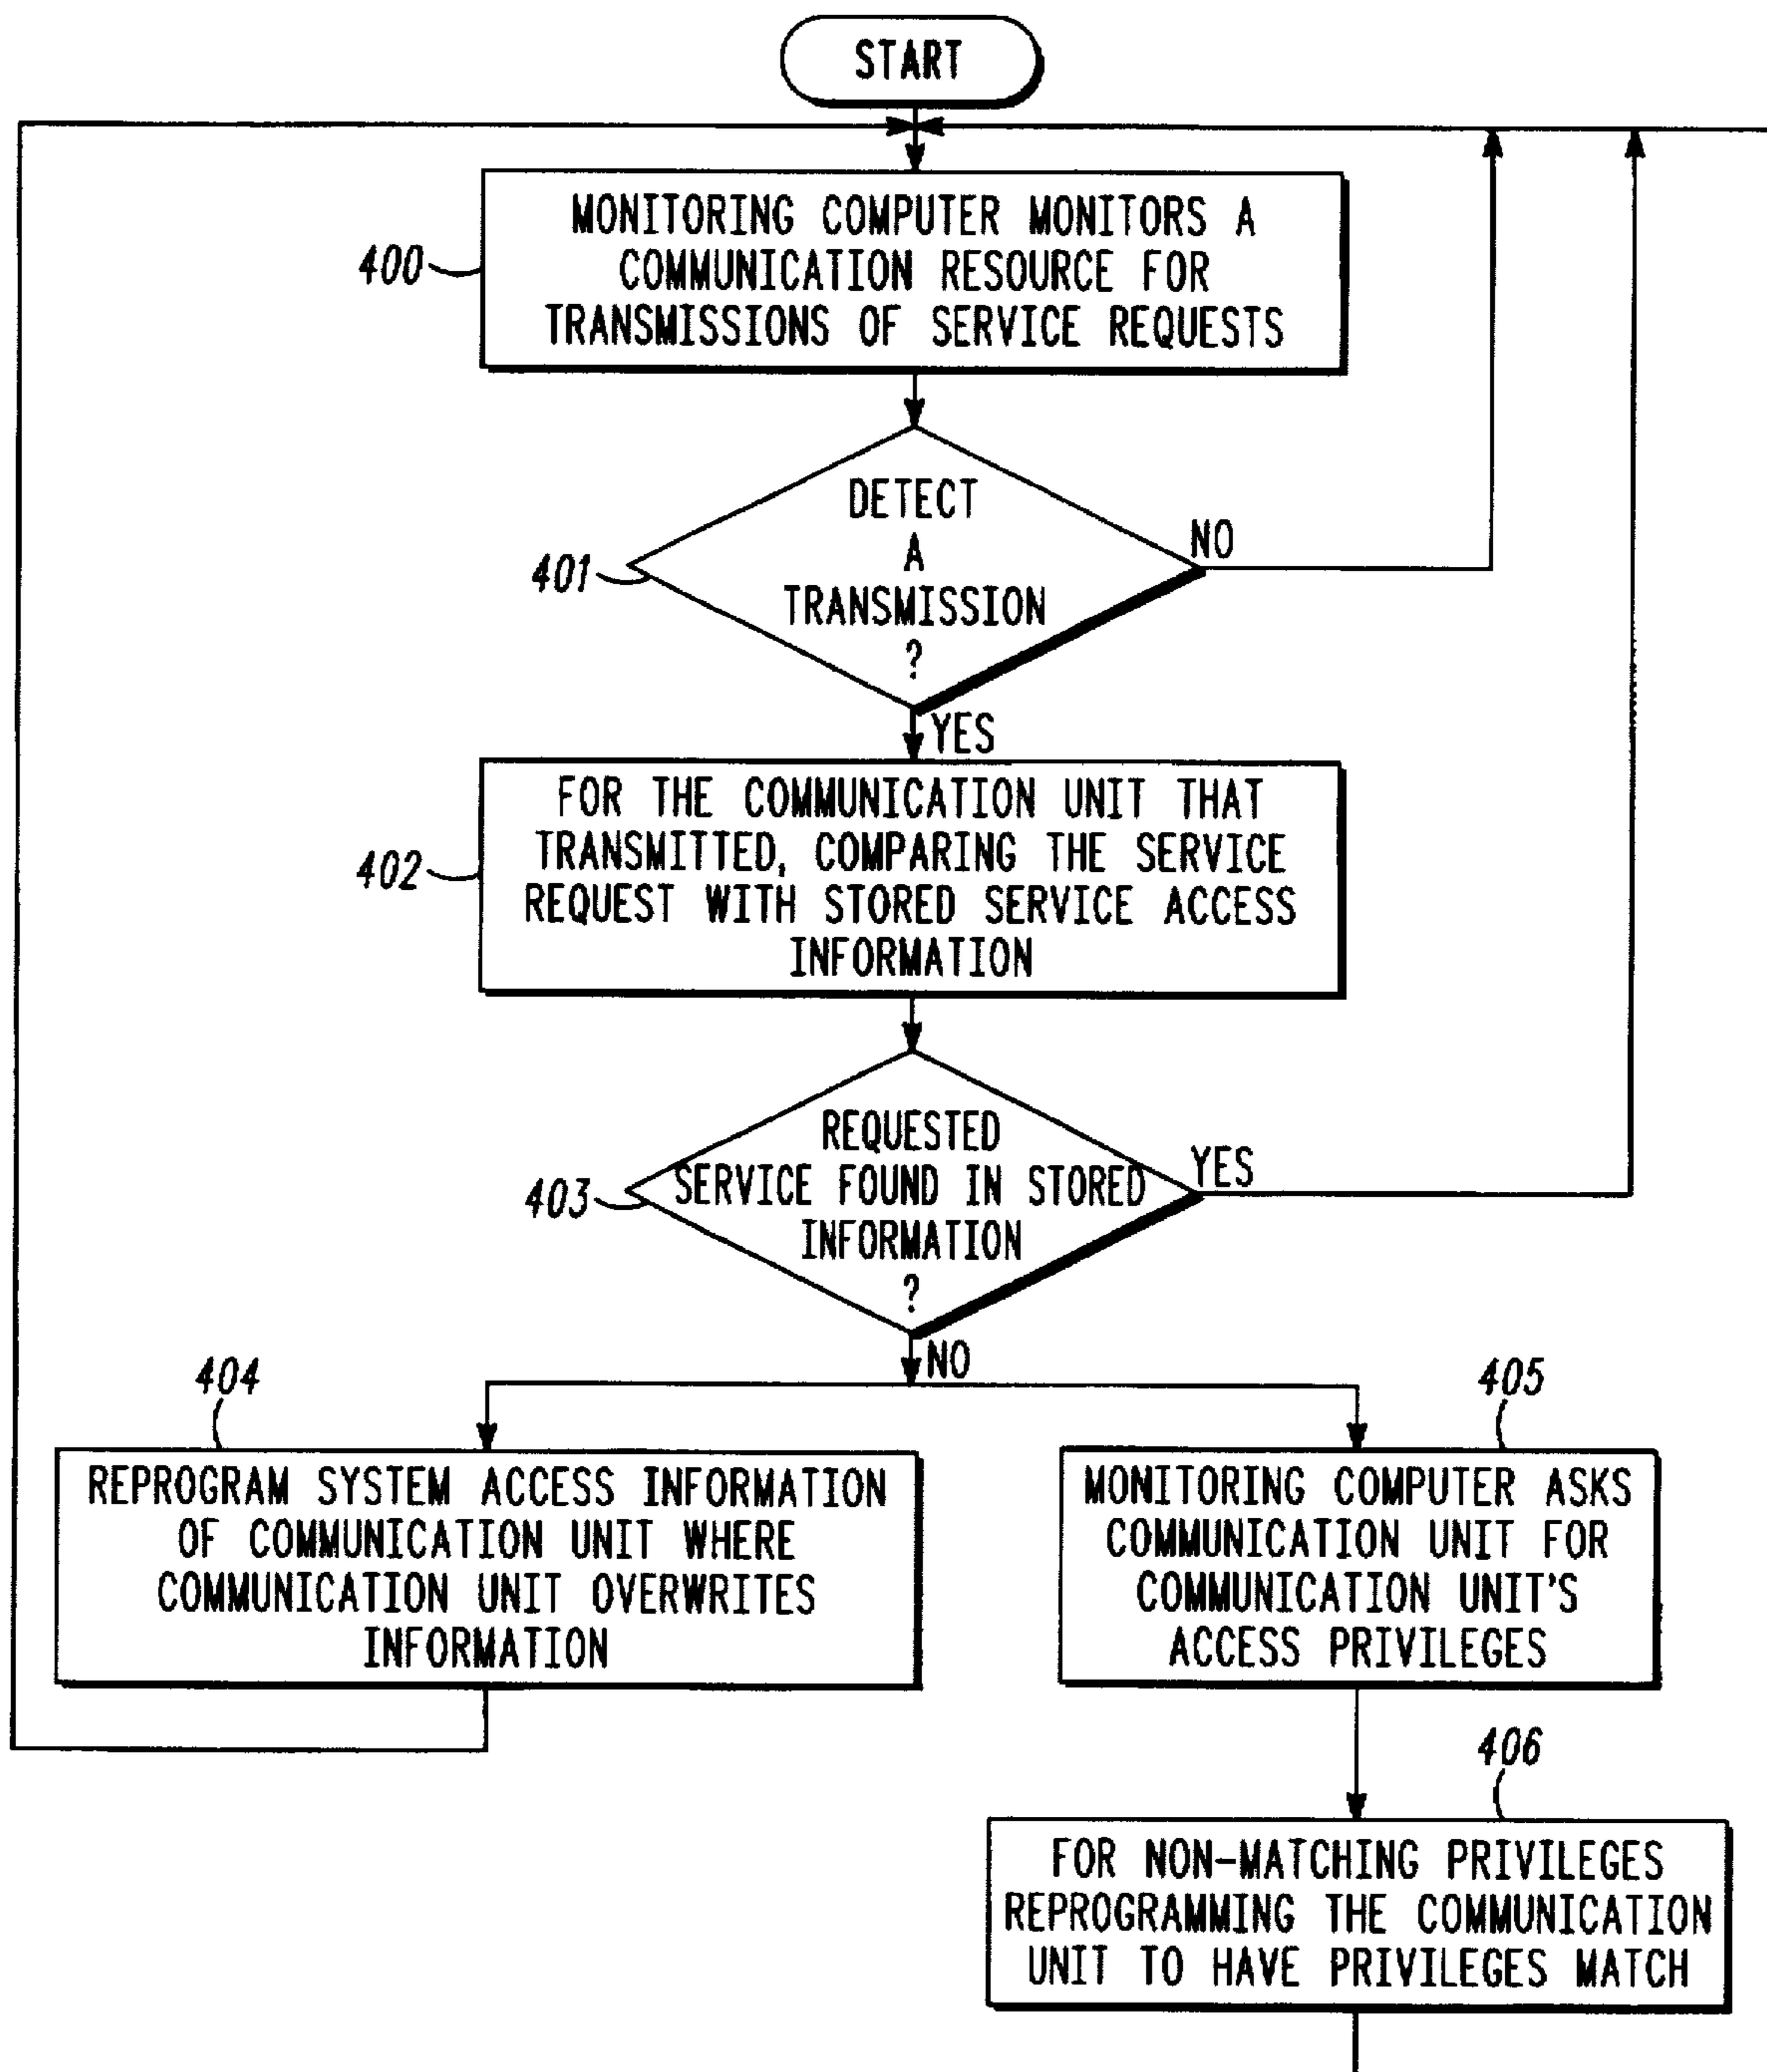 START
MONITORING COMPUTER MONITORS A
COMMUNICATION RESOURCE FOR
TRANSMISSIONS OF SERVICE REQUESTS
400
DETECT
A
TRANSMISSION
?
401
NO
YES
FOR THE COMMUNICATION UNIT THAT
TRANSMITTED, COMPARING THE SERVICE
REQUEST WITH STORED SERVICE ACCESS
INFORMATION
402
REQUESTED
SERVICE FOUND IN STORED
INFORMATION
?
403
YES
NO
404
REPROGRAM SYSTEM ACCESS INFORMATION
OF COMMUNICATION UNIT WHERE
COMMUNICATION UNIT OVERWRITES
INFORMATION
405
MONITORING COMPUTER ASKS
COMMUNICATION UNIT FOR
COMMUNICATION UNIT'S
ACCESS PRIVILEGES
406
FOR NON-MATCHING PRIVILEGES
REPROGRAMMING THE COMMUNICATION
UNIT TO HAVE PRIVILEGES MATCH